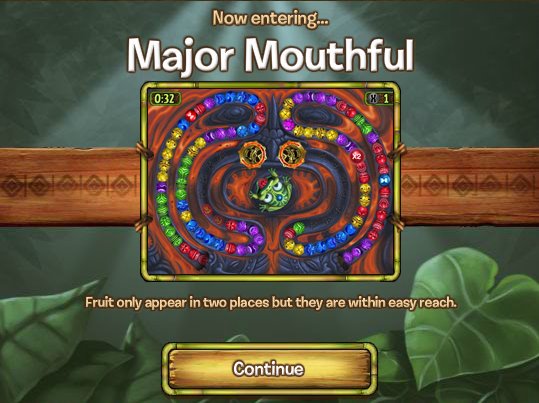 Now entering...
Major Mouthful
0:32
1
x2
Fruit only appear in two places but they are within easy reach.
Continue